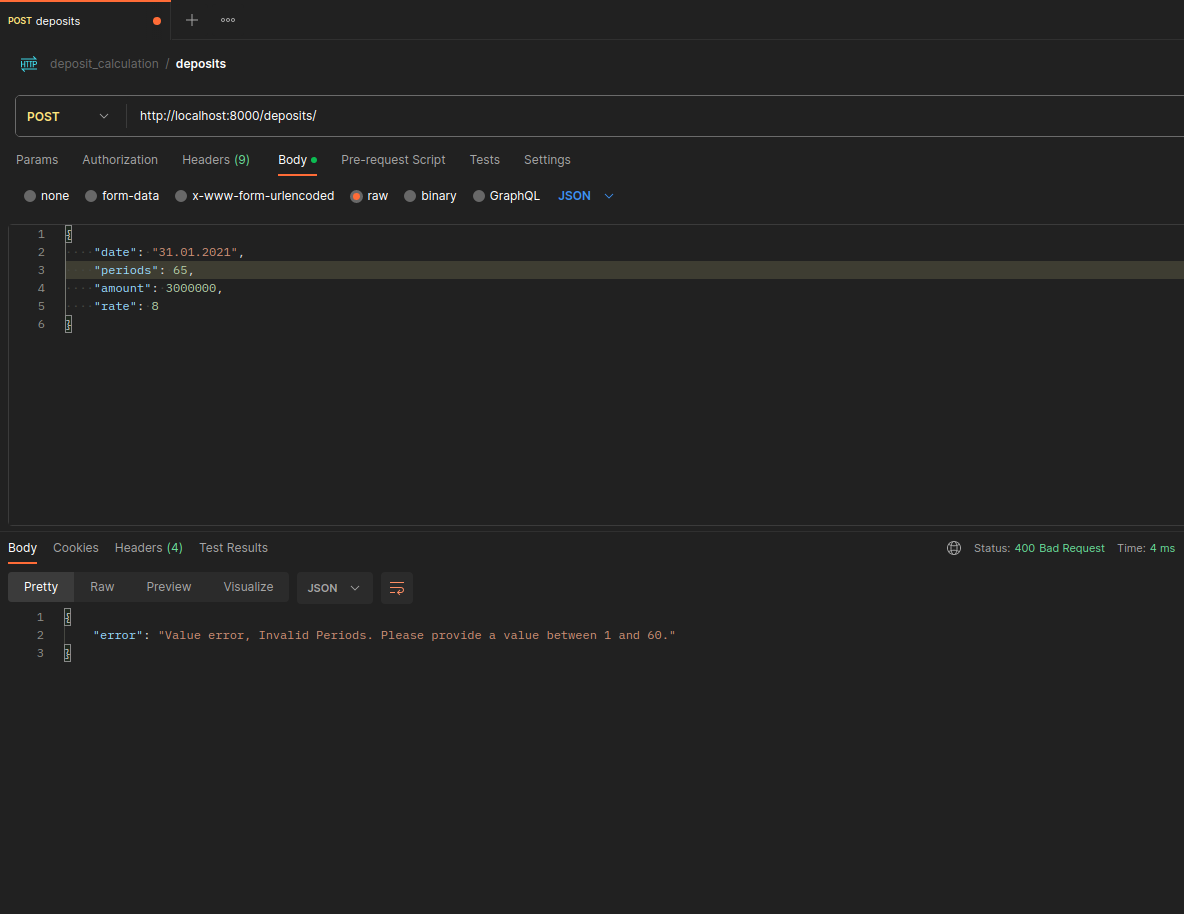 POST deposits
HTTP deposit_calculation / deposits
POST http://localhost:8000/deposits/
Params Authorization Headers (9) Body Pre-request Script Tests Settings
none form-data x-www-form-urlencoded raw binary GraphQL JSON
1 {
2 ····"date":·"31.01.2021",
3 "periods": 65,
4 ····"amount":·3000000,
5 ····"rate":·8
6 }
Body Cookies Headers (4) Test Results Status: 400 Bad Request Time: 4 ms
Pretty Raw Preview Visualize JSON
1 {
2 "error": "Value error, Invalid Periods. Please provide a value between 1 and 60."
3 }